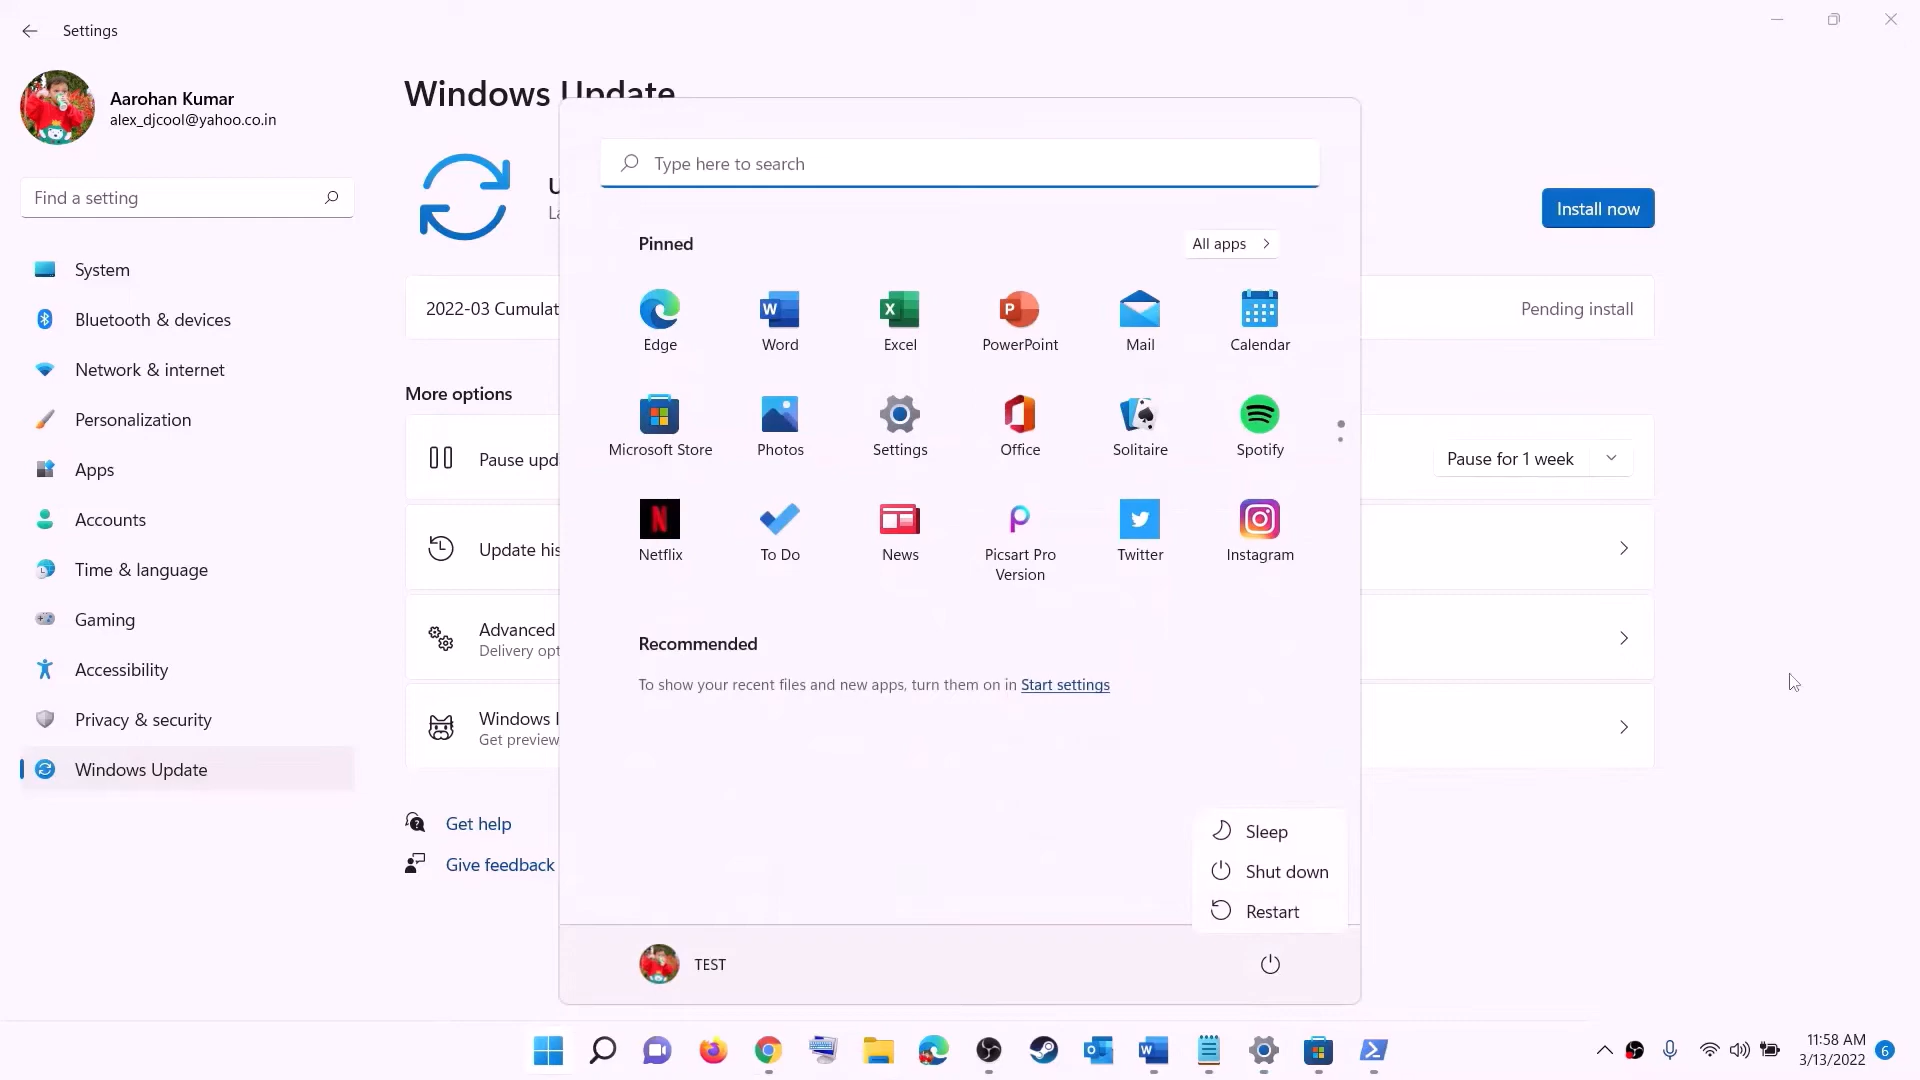 Settings
Aarohan Kumar
alex_djcool@yahoo.co.in
Find a setting
System
Bluetooth & devices
Network & internet
Personalization
Apps
Accounts
Time & language
Gaming
Accessibility
Privacy & security
Windows Update
Windows Update
Install now
2022-03 Cumulat
Pending install
More options
Pause upd
Pause for 1 week
Update his
Advanced
Delivery opt
Windows I
Get preview
Get help
Give feedback
Type here to search
Pinned
All apps
Edge
Word
Excel
PowerPoint
Mail
Calendar
Microsoft Store
Photos
Settings
Office
Solitaire
Spotify
Netflix
To Do
News
Picsart Pro
Version
Twitter
Instagram
Recommended
To show your recent files and new apps, turn them on in Start settings
Sleep
Shut down
Restart
TEST
11:58 AM
3/13/2022
6